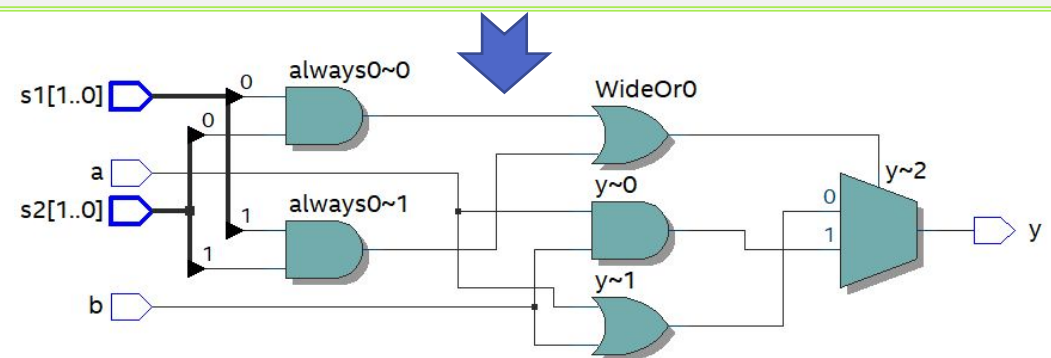 always0~0
WideOr0
s1[1..0]
0
0
a
y~0
y~2
s2[1..0]
always0~1
0
1
1
y
1
y~1
b